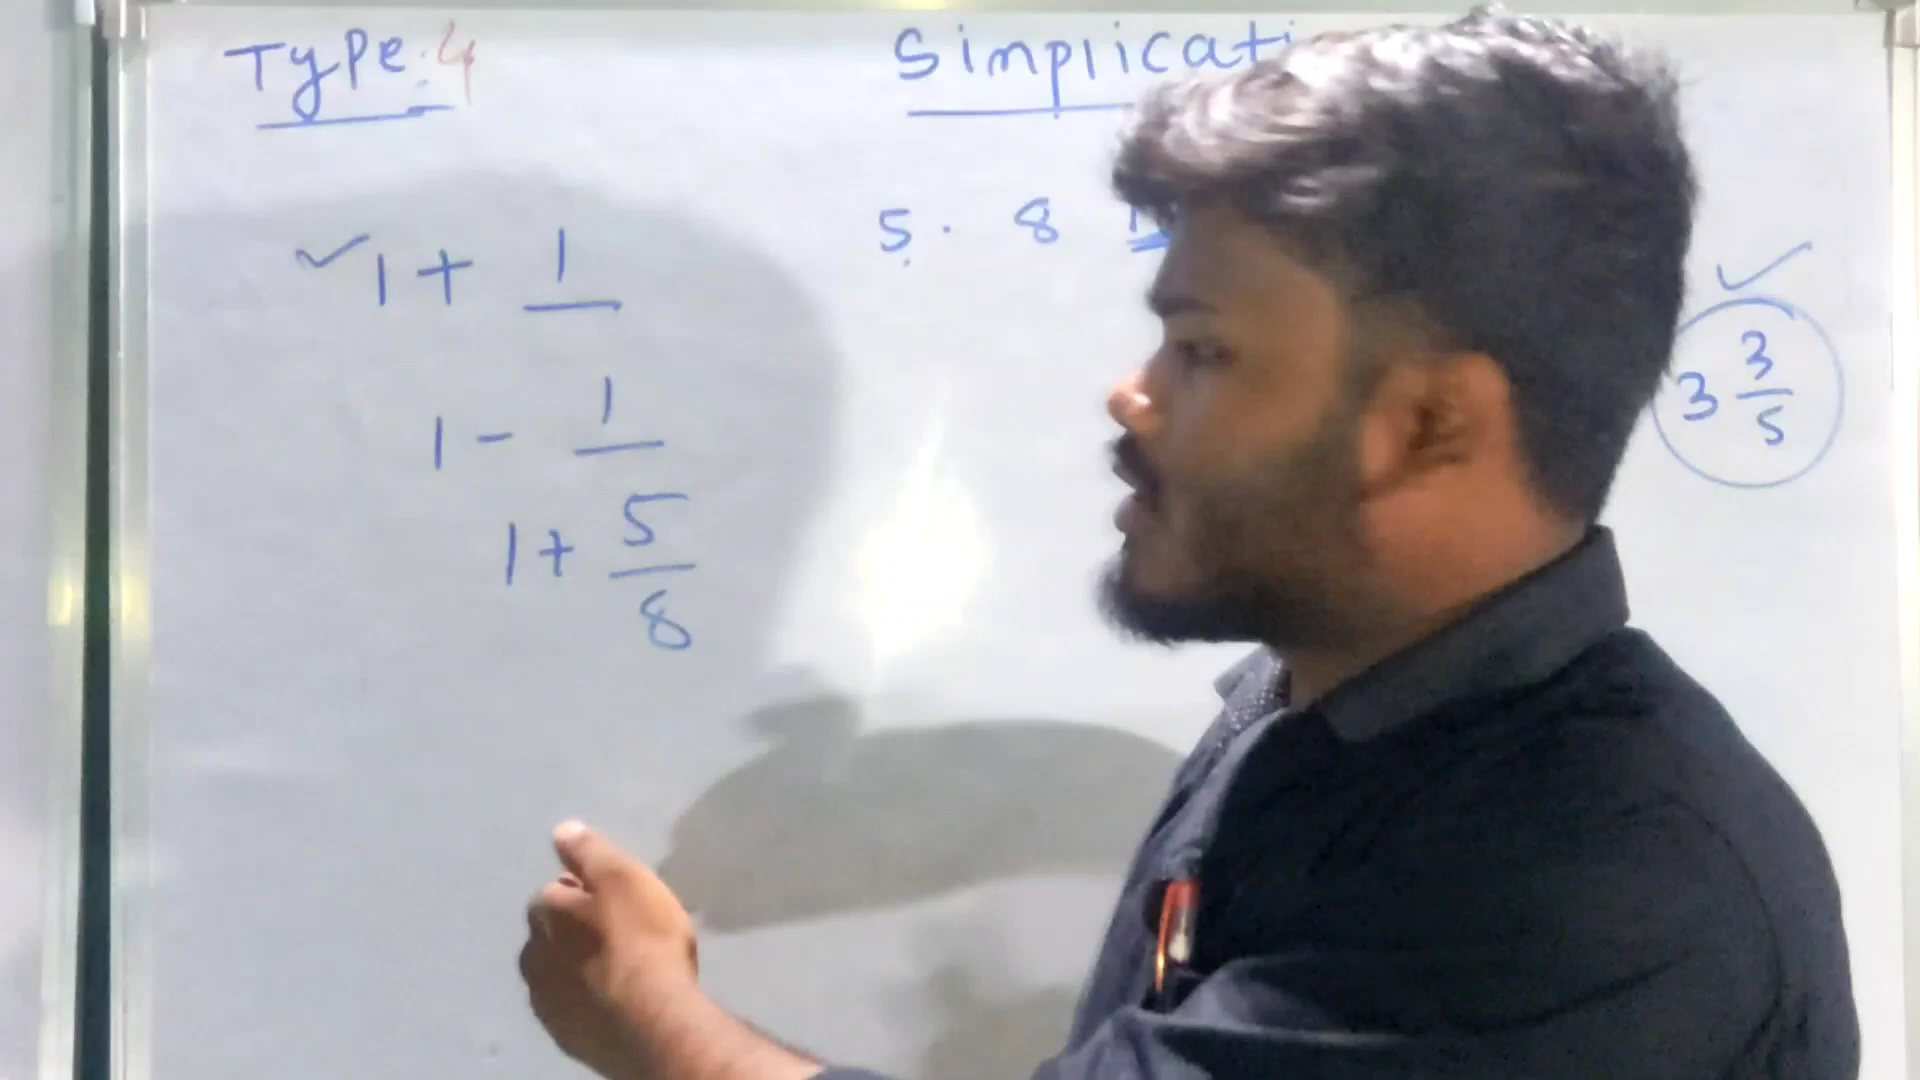 Type:4
Simplicati
✓ 1 + 1
5 . 8
1 - 1
1 + 5/8
✓
3 3/5